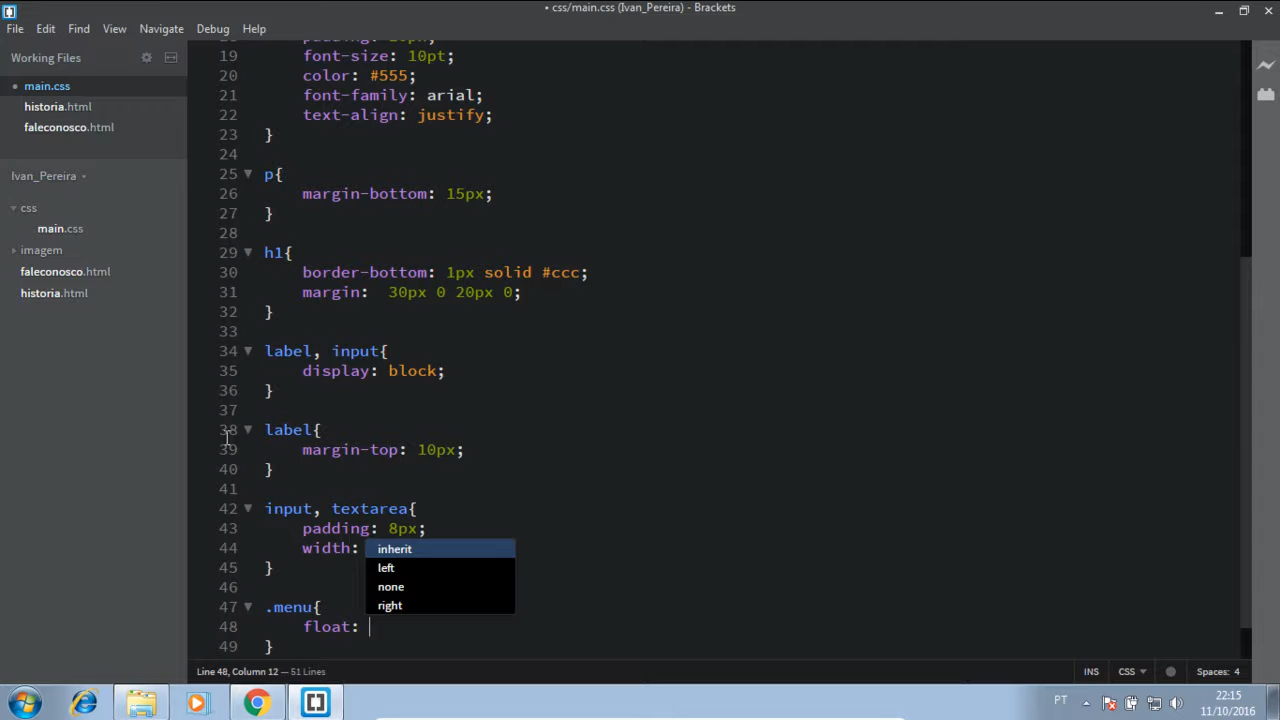 • css/main.css (Ivan_Pereira) - Brackets
File Edit Find View Navigate Debug Help
Working Files
main.css
historia.html
faleconosco.html
Ivan_Pereira
css
main.css
imagem
faleconosco.html
historia.html
19 font-size: 10pt;
20 color: #555;
21 font-family: arial;
22 text-align: justify;
23 }
24
25 p{
26 margin-bottom: 15px;
27 }
28
29 h1{
30 border-bottom: 1px solid #ccc;
31 margin:  30px 0 20px 0;
32 }
33
34 label, input{
35 display: block;
36 }
37
38 label{
39 margin-top: 10px;
40 }
41
42 input, textarea{
43 padding: 8px;
44 width:
45 }
46
47 .menu{
48 float:
49 }
inherit
left
none
right
Line 48, Column 12 — 51 Lines
INS CSS Spaces: 4
PT
22:15
11/10/2016